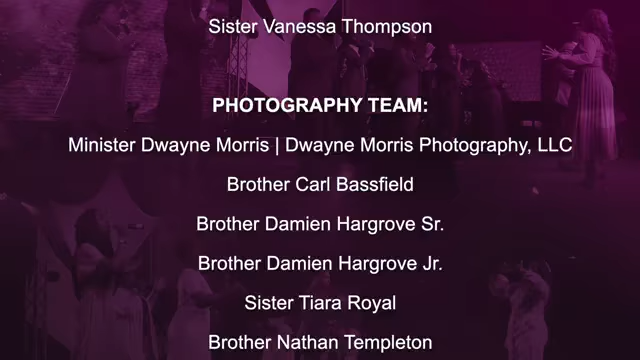 Sister Vanessa Thompson
PHOTOGRAPHY TEAM:
Minister Dwayne Morris | Dwayne Morris Photography, LLC
Brother Carl Bassfield
Brother Damien Hargrove Sr.
Brother Damien Hargrove Jr.
Sister Tiara Royal
Brother Nathan Templeton